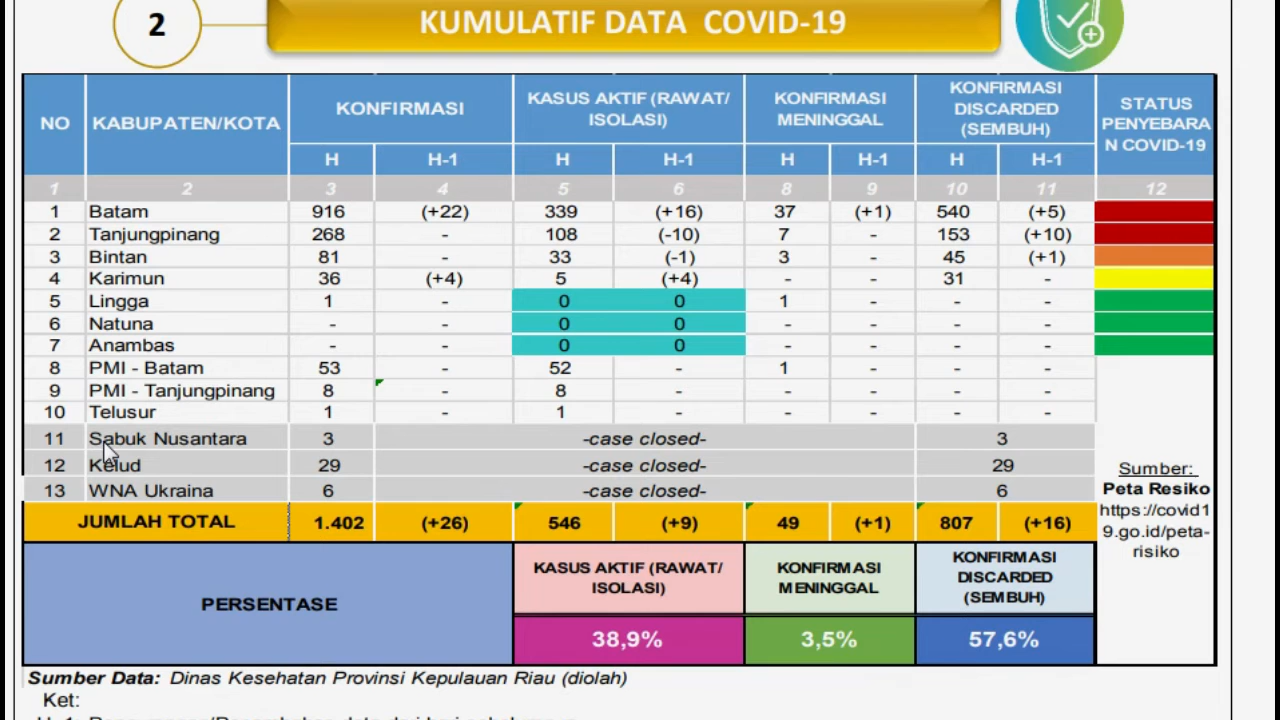 2
KUMULATIF DATA COVID-19
NO KABUPATEN/KOTA KONFIRMASI KASUS AKTIF (RAWAT/ ISOLASI) KONFIRMASI MENINGGAL KONFIRMASI DISCARDED (SEMBUH) STATUS PENYEBARA N COVID-19
H H-1 H H-1 H H-1 H H-1
1 2 3 4 5 6 8 9 10 11 12
1 Batam 916 (+22) 339 (+16) 37 (+1) 540 (+5)
2 Tanjungpinang 268 - 108 (-10) 7 - 153 (+10)
3 Bintan 81 - 33 (-1) 3 - 45 (+1)
4 Karimun 36 (+4) 5 (+4) - - 31 -
5 Lingga 1 - 0 0 1 - - -
6 Natuna - - 0 0 - - - -
7 Anambas - - 0 0 - - - -
8 PMI - Batam 53 - 52 - 1 - - -
9 PMI - Tanjungpinang 8 - 8 - - - - -
10 Telusur 1 - 1 - - - - -
11 Sabuk Nusantara 3 -case closed- 3
12 Kelud 29 -case closed- 29
13 WNA Ukraina 6 -case closed- 6
JUMLAH TOTAL 1.402 (+26) 546 (+9) 49 (+1) 807 (+16)
Sumber:
Peta Resiko
https://covid1
9.go.id/peta-
risiko
PERSENTASE
KASUS AKTIF (RAWAT/ ISOLASI) KONFIRMASI MENINGGAL KONFIRMASI DISCARDED (SEMBUH)
38,9% 3,5% 57,6%
Sumber Data: Dinas Kesehatan Provinsi Kepulauan Riau (diolah)
Ket: